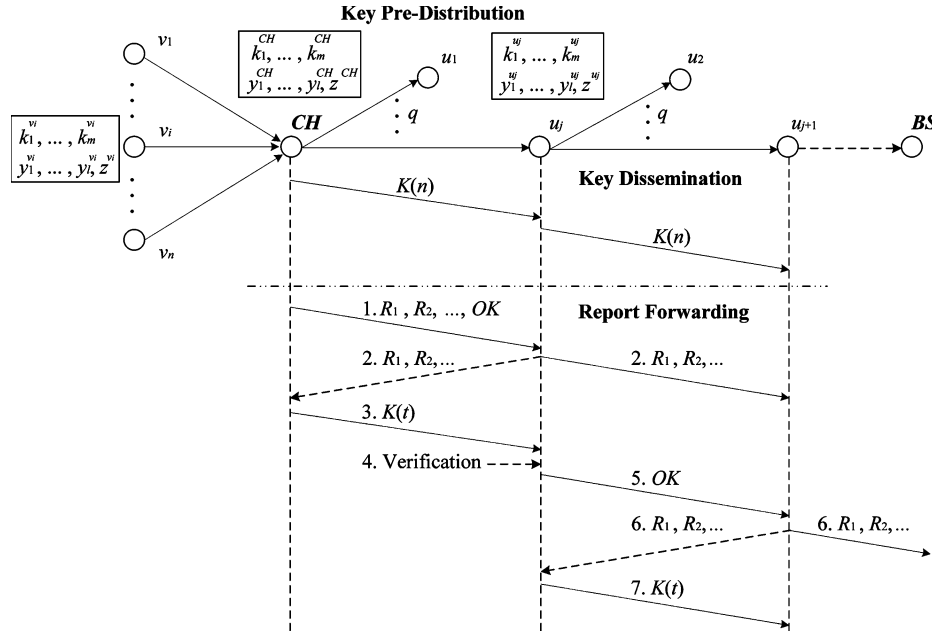 Key Pre-Distribution
v1
k1CH, ... , kmCH
y1CH, ... , ylCH, zCH
u1
k1uj, ... , kmuj
y1uj, ... , yluj, zuj
u2
q
q
vi
CH
uj
uj+1
BS
k1vi, ... , kmvi
y1vi, ... , ylvi, zvi
Key Dissemination
K(n)
K(n)
vn
1. R1 , R2, ..., OK
Report Forwarding
2. R1 , R2, ...
2. R1 , R2, ...
3. K(t)
4. Verification
5. OK
6. R1 , R2, ...
6. R1 , R2, ...
7. K(t)